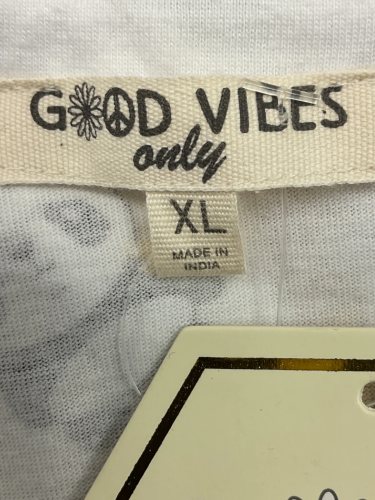 GOOD VIBES
only
XL
MADE IN
INDIA